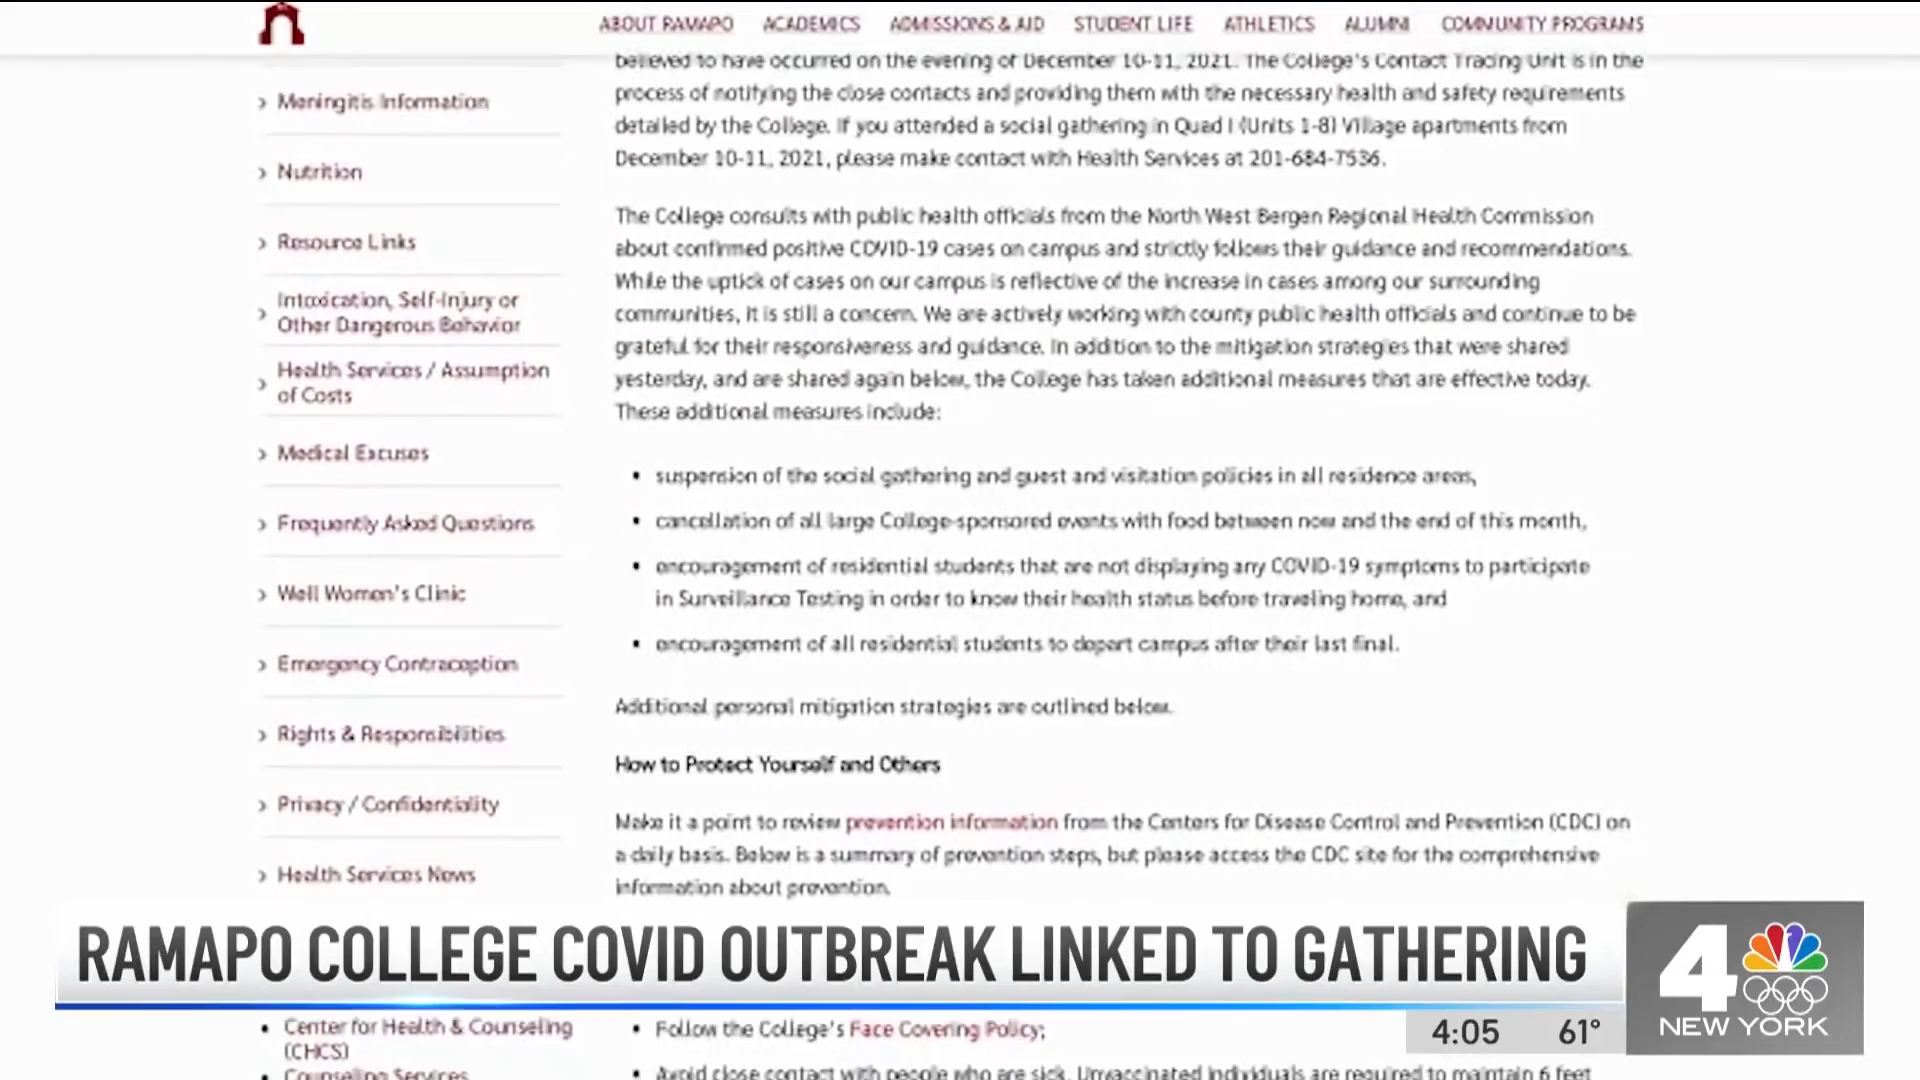 ABOUT RAMAPO ACADEMICS ADMISSIONS & AID STUDENT LIFE ATHLETICS ALUMNI COMMUNITY PROGRAMS
Meningitis Information
Nutrition
Resource Links
Intoxication, Self-Injury or
Other Dangerous Behavior
Health Services / Assumption
of Costs
Medical Excuses
Frequently Asked Questions
Well Women's Clinic
Emergency Contraception
Rights & Responsibilities
Privacy / Confidentiality
Health Services News
believed to have occurred on the evening of December 10-11, 2021. The College's Contact Tracing Unit is in the
process of notifying the close contacts and providing them with the necessary health and safety requirements
detailed by the College. If you attended a social gathering in Quad I (Units 1-8) Village apartments from
December 10-11, 2021, please make contact with Health Services at 201-684-7536.
The College consults with public health officials from the North West Bergen Regional Health Commission
about confirmed positive COVID-19 cases on campus and strictly follows their guidance and recommendations.
While the uptick of cases on our campus is reflective of the increase in cases among our surrounding
communities, it is still a concern. We are actively working with county public health officials and continue to be
grateful for their responsiveness and guidance. In addition to the mitigation strategies that were shared
yesterday, and are shared again below, the College has taken additional measures that are effective today.
These additional measures include:
• suspension of the social gathering and guest and visitation policies in all residence areas,
• cancellation of all large College-sponsored events with food between now and the end of this month,
• encouragement of residential students that are not displaying any COVID-19 symptoms to participate
in Surveillance Testing in order to know their health status before traveling home, and
• encouragement of all residential students to depart campus after their last final.
Additional personal mitigation strategies are outlined below.
How to Protect Yourself and Others
Make it a point to review prevention information from the Centers for Disease Control and Prevention (CDC) on
a daily basis. Below is a summary of prevention steps, but please access the CDC site for the comprehensive
information about prevention.
RAMAPO COLLEGE COVID OUTBREAK LINKED TO GATHERING
4
NEW YORK
4:05 61°
• Center for Health & Counseling
(CHCS)
• Counseling Services
• Follow the College's Face Covering Policy;
• Avoid close contact with people who are sick. Unvaccinated individuals are required to maintain 6 feet